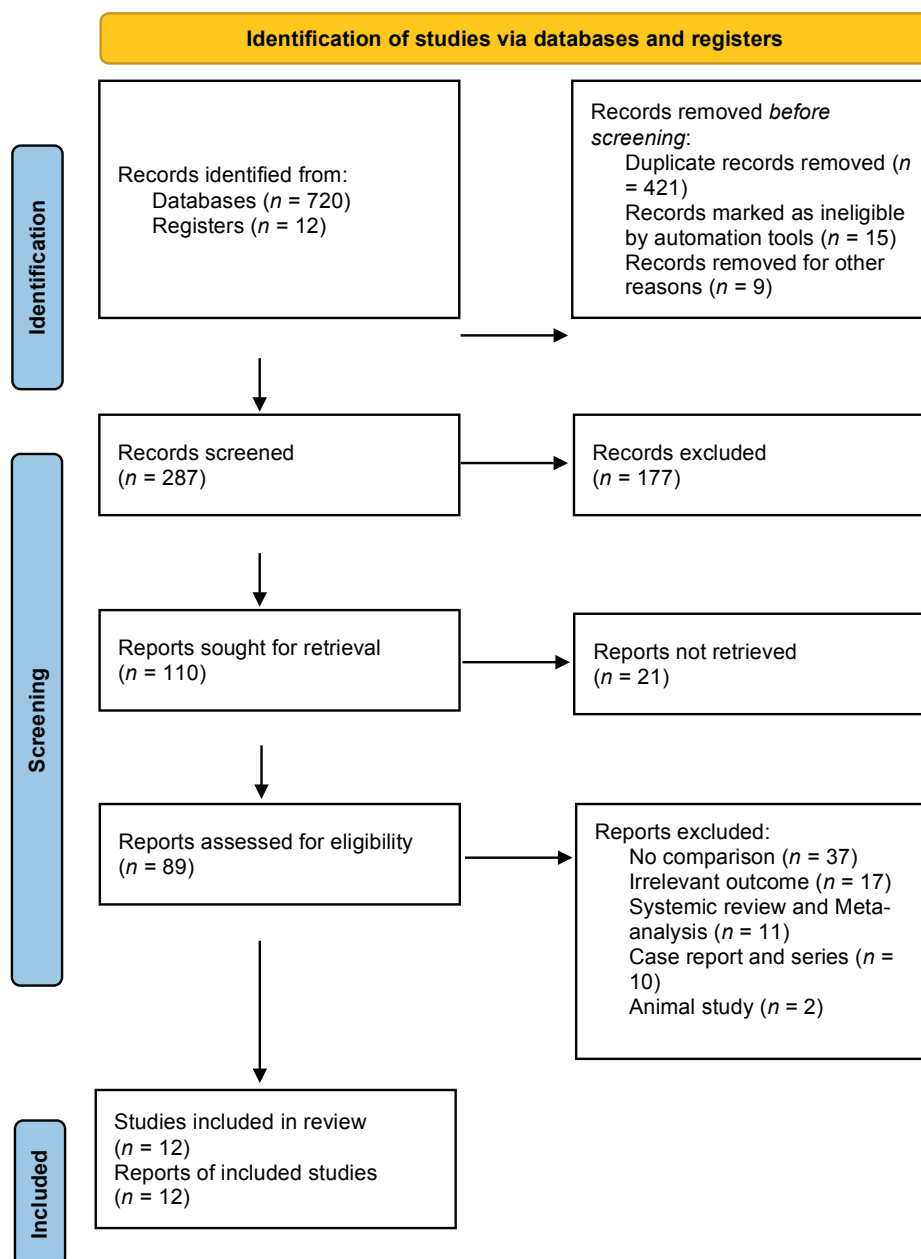 Identification of studies via databases and registers
Identification
Records identified from:
Databases (n = 720)
Registers (n = 12)
Records removed before
screening:
Duplicate records removed (n
= 421)
Records marked as ineligible
by automation tools (n = 15)
Records removed for other
reasons (n = 9)
Screening
Records screened
(n = 287)
Records excluded
(n = 177)
Reports sought for retrieval
(n = 110)
Reports not retrieved
(n = 21)
Reports assessed for eligibility
(n = 89)
Reports excluded:
No comparison (n = 37)
Irrelevant outcome (n = 17)
Systemic review and Meta-
analysis (n = 11)
Case report and series (n =
10)
Animal study (n = 2)
Included
Studies included in review
(n = 12)
Reports of included studies
(n = 12)